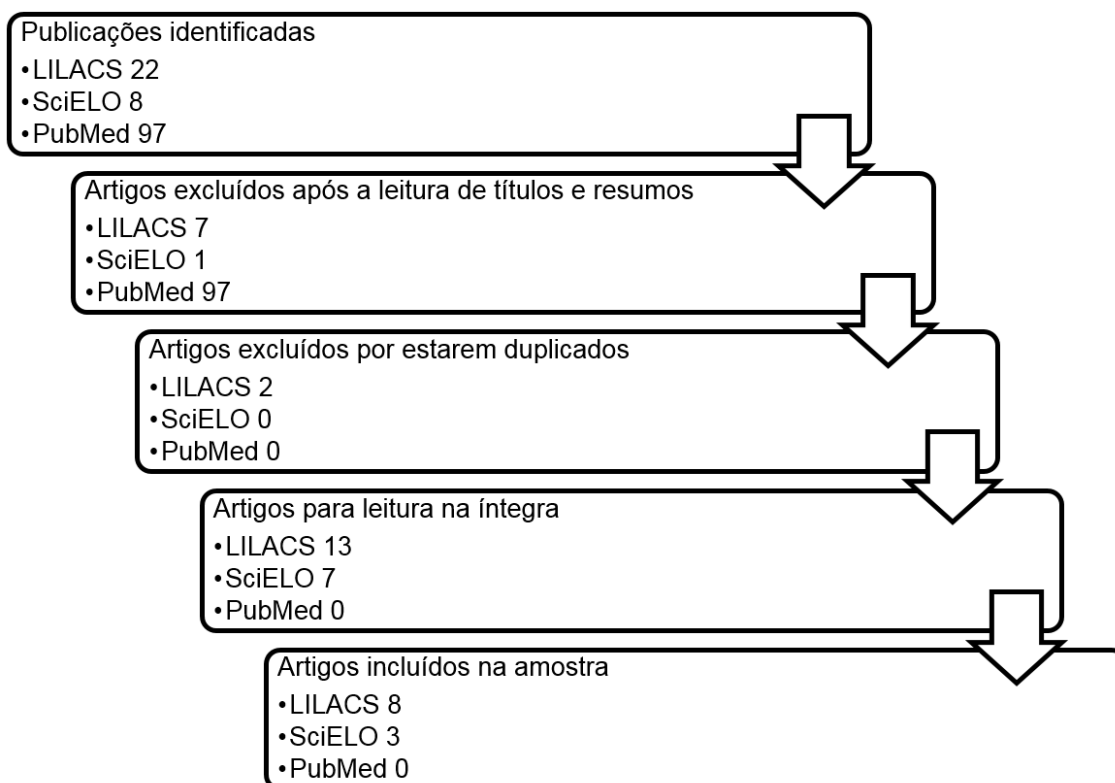 Publicações identificadas
•LILACS 22
•SciELO 8
•PubMed 97
Artigos excluídos após a leitura de títulos e resumos
•LILACS 7
•SciELO 1
•PubMed 97
Artigos excluídos por estarem duplicados
•LILACS 2
•SciELO 0
•PubMed 0
Artigos para leitura na íntegra
•LILACS 13
•SciELO 7
•PubMed 0
Artigos incluídos na amostra
•LILACS 8
•SciELO 3
•PubMed 0